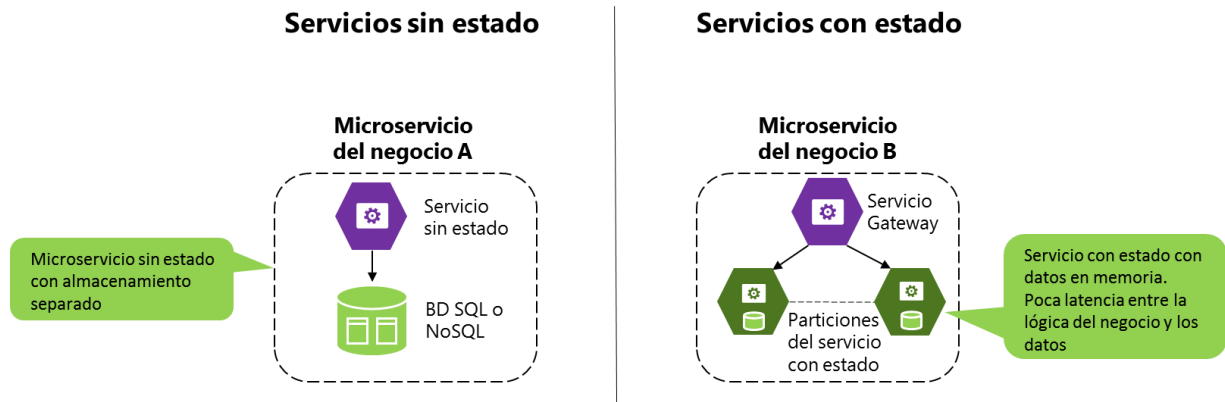 Servicios sin estado
Servicios con estado
Microservicio
del negocio A
Servicio
sin estado
BD SQL o
NoSQL
Microservicio sin estado
con almacenamiento
separado
Microservicio
del negocio B
Servicio
Gateway
Particiones
del servicio
con estado
Servicio con estado con
datos en memoria.
Poca latencia entre la
lógica del negocio y los
datos